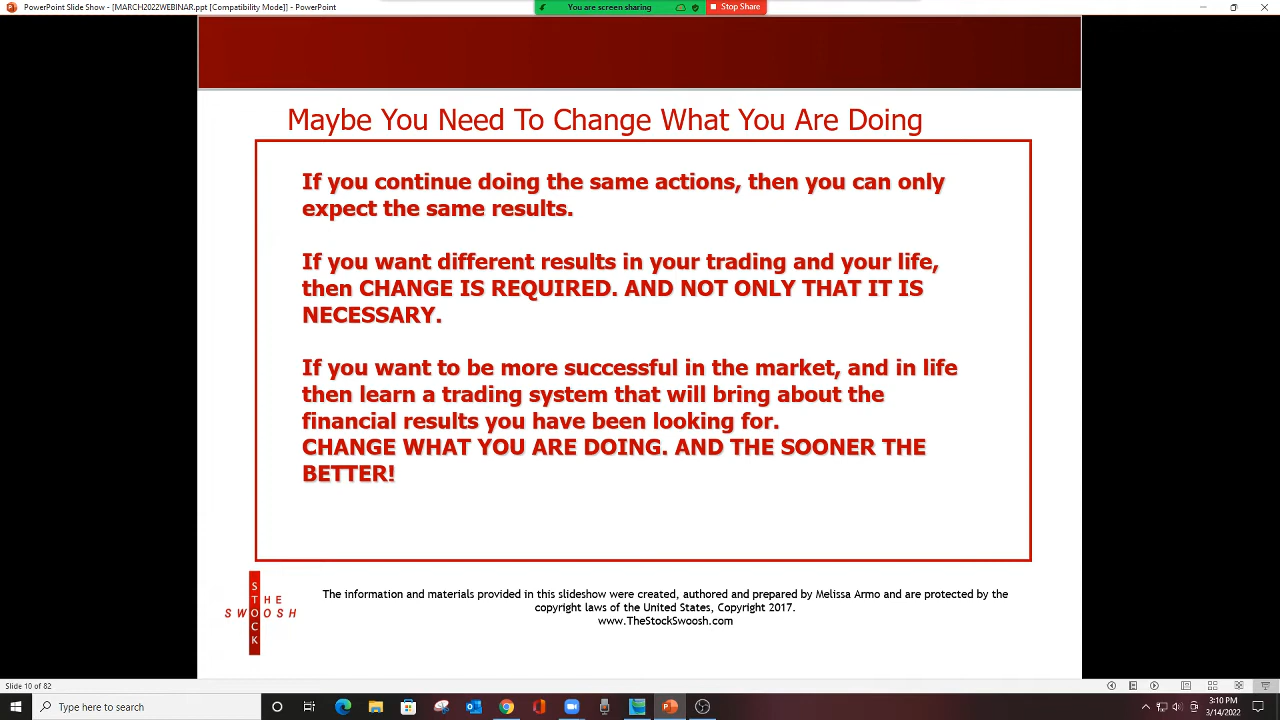 PowerPoint Slide Show - [MARCH2022WEBINAR.ppt [Compatibility Mode]] - PowerPoint
You are screen sharing
Stop Share
Maybe You Need To Change What You Are Doing
If you continue doing the same actions, then you can only
expect the same results.
If you want different results in your trading and your life,
then CHANGE IS REQUIRED. AND NOT ONLY THAT IT IS
NECESSARY.
If you want to be more successful in the market, and in life
then learn a trading system that will bring about the
financial results you have been looking for.
CHANGE WHAT YOU ARE DOING. AND THE SOONER THE
BETTER!
THE
STOCK
SWOOSH
The information and materials provided in this slideshow were created, authored and prepared by Melissa Armo and are protected by the
copyright laws of the United States, Copyright 2017.
www.TheStockSwoosh.com
Slide 10 of 82
Type here to search
3:10 PM
3/14/2022